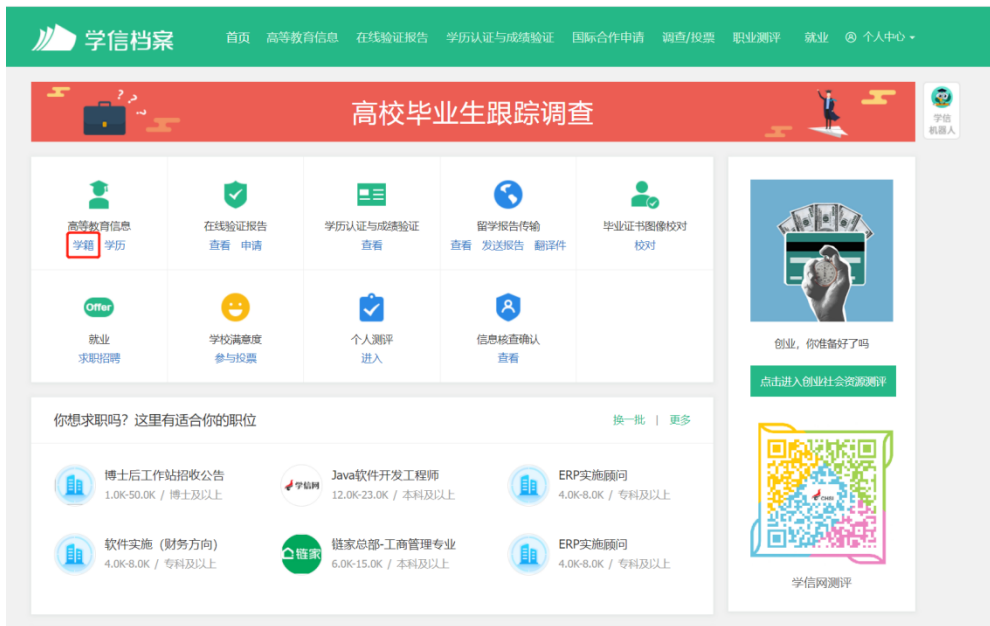 学信档案
首页 高等教育信息 在线验证报告 学历认证与成绩验证 国际合作申请 调查/投票 职业测评 就业 个人中心
高校毕业生跟踪调查
学信
机器人
高等教育信息
学籍 学历
在线验证报告
查看 申请
学历认证与成绩验证
查看
留学报告传输
查看 发送报告 翻译件
毕业证书图像校对
校对
Offer
就业
求职招聘
学校满意度
参与投票
个人测评
进入
信息核查确认
查看
创业，你准备好了吗
点击进入创业社会资源测评
你想求职吗？这里有适合你的职位
换一批 | 更多
博士后工作站招收公告
1.0K-50.0K / 博士及以上
学信网
Java软件开发工程师
12.0K-23.0K / 本科及以上
ERP实施顾问
4.0K-8.0K / 专科及以上
软件实施（财务方向)
4.0K-8.0K / 专科及以上
链家
链家总部-工商管理专业
6.0K-15.0K / 本科及以上
ERP实施顾问
4.0K-8.0K / 专科及以上
CHSI
学信网测评